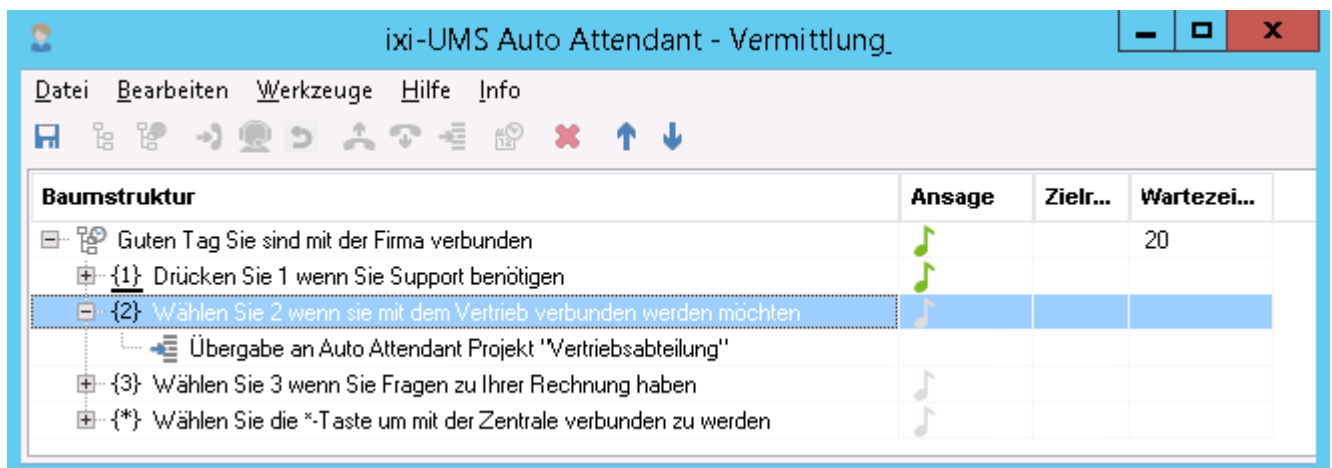 ixi-UMS Auto Attendant - Vermittlung_
Datei Bearbeiten Werkzeuge Hilfe Info
Baumstruktur Ansage Zielr... Wartezei...
Guten Tag Sie sind mit der Firma verbunden 20
{1} Drücken Sie 1 wenn Sie Support benötigen
{2} Wählen Sie 2 wenn sie mit dem Vertrieb verbunden werden möchten
Übergabe an Auto Attendant Projekt "Vertriebsabteilung"
{3} Wählen Sie 3 wenn Sie Fragen zu Ihrer Rechnung haben
{*} Wählen Sie die *-Taste um mit der Zentrale verbunden zu werden